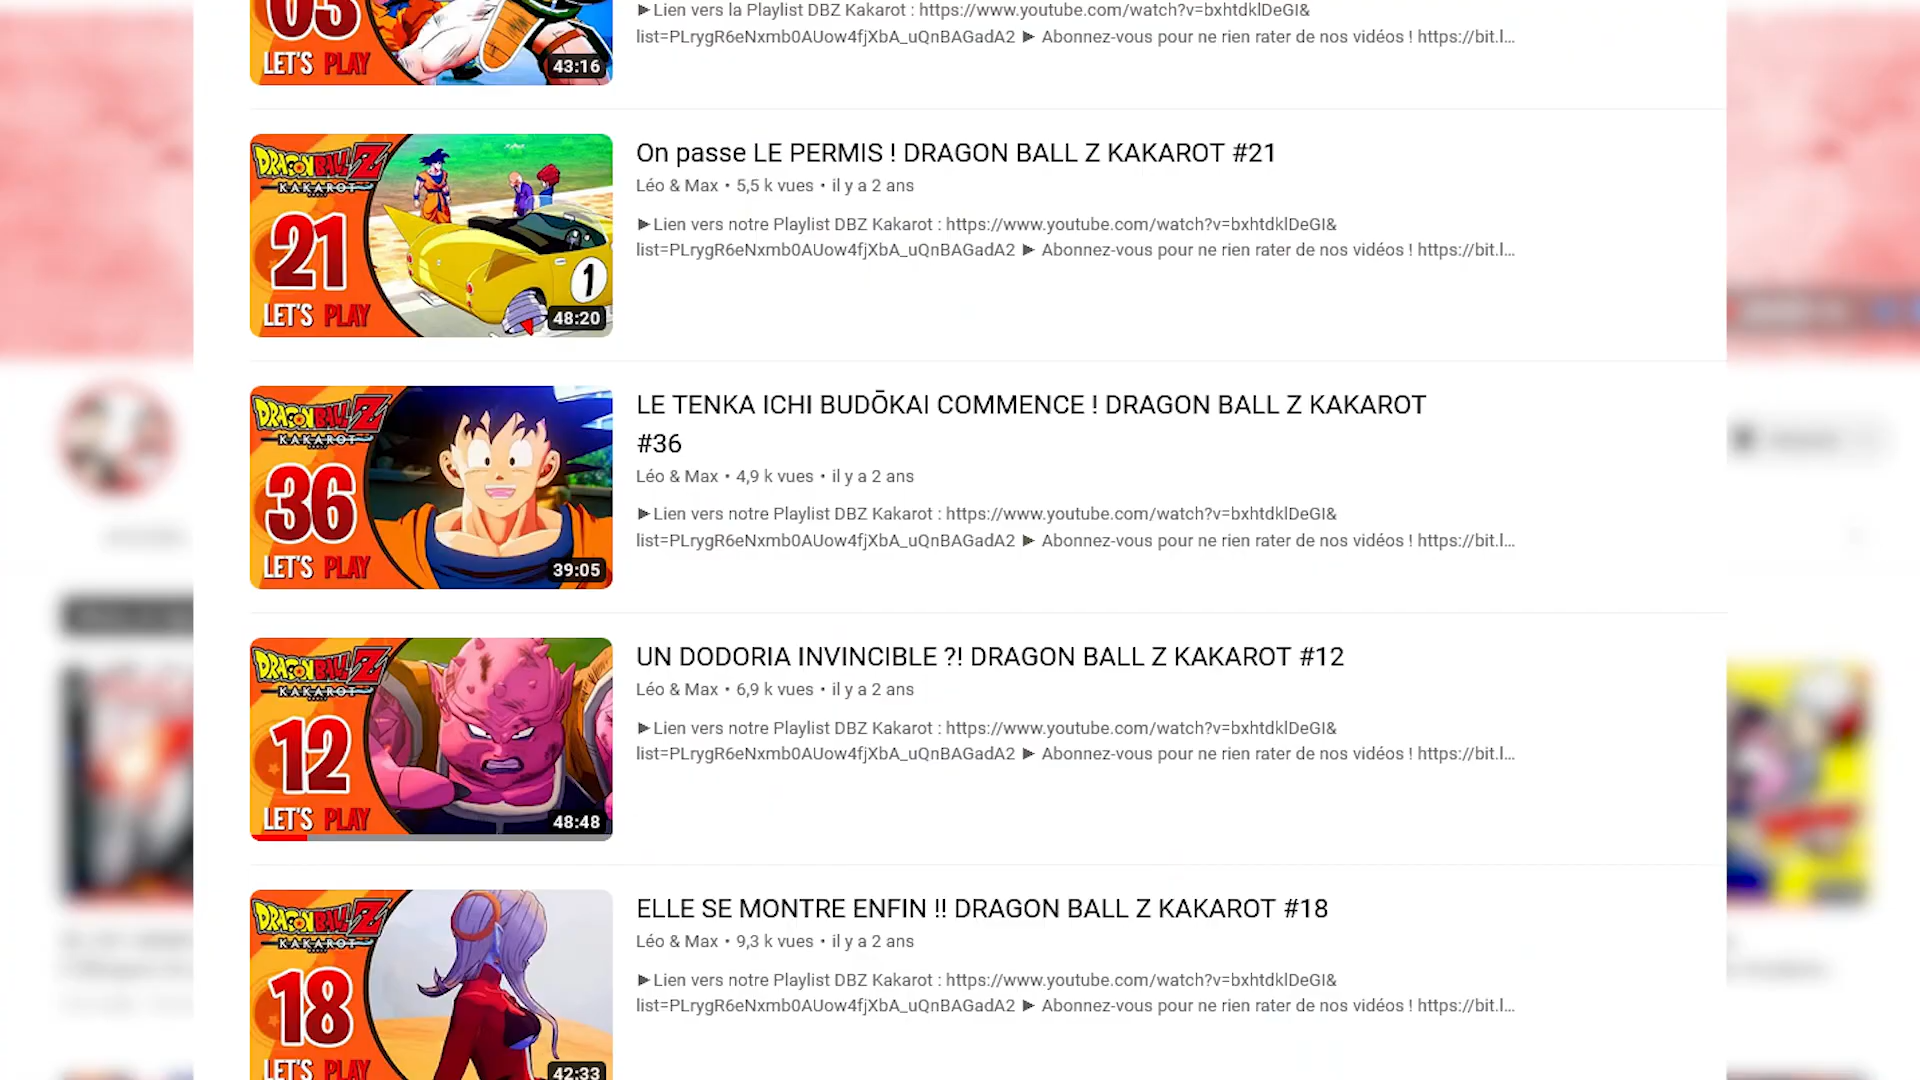 03
LET'S PLAY
43:16
►Lien vers la Playlist DBZ Kakarot : https://www.youtube.com/watch?v=bxhtdklDeGI&
list=PLrygR6eNxmb0AUow4fjXbA_uQnBAGadA2 ► Abonnez-vous pour ne rien rater de nos vidéos ! https://bit.l...
DRAGON BALL Z
KAKAROT
21
LET'S PLAY
1
48:20
On passe LE PERMIS ! DRAGON BALL Z KAKAROT #21
Léo & Max • 5,5 k vues • il y a 2 ans
►Lien vers notre Playlist DBZ Kakarot : https://www.youtube.com/watch?v=bxhtdklDeGI&
list=PLrygR6eNxmb0AUow4fjXbA_uQnBAGadA2 ► Abonnez-vous pour ne rien rater de nos vidéos ! https://bit.l...
DRAGON BALL Z
KAKAROT
36
LET'S PLAY
39:05
LE TENKA ICHI BUDŌKAI COMMENCE ! DRAGON BALL Z KAKAROT
#36
Léo & Max • 4,9 k vues • il y a 2 ans
►Lien vers notre Playlist DBZ Kakarot : https://www.youtube.com/watch?v=bxhtdklDeGI&
list=PLrygR6eNxmb0AUow4fjXbA_uQnBAGadA2 ► Abonnez-vous pour ne rien rater de nos vidéos ! https://bit.l...
DRAGON BALL Z
KAKAROT
12
LET'S PLAY
48:48
UN DODORIA INVINCIBLE ?! DRAGON BALL Z KAKAROT #12
Léo & Max • 6,9 k vues • il y a 2 ans
►Lien vers notre Playlist DBZ Kakarot : https://www.youtube.com/watch?v=bxhtdklDeGI&
list=PLrygR6eNxmb0AUow4fjXbA_uQnBAGadA2 ► Abonnez-vous pour ne rien rater de nos vidéos ! https://bit.l...
DRAGON BALL Z
KAKAROT
18
LET'S PLAY
42:33
ELLE SE MONTRE ENFIN !! DRAGON BALL Z KAKAROT #18
Léo & Max • 9,3 k vues • il y a 2 ans
►Lien vers notre Playlist DBZ Kakarot : https://www.youtube.com/watch?v=bxhtdklDeGI&
list=PLrygR6eNxmb0AUow4fjXbA_uQnBAGadA2 ► Abonnez-vous pour ne rien rater de nos vidéos ! https://bit.l...